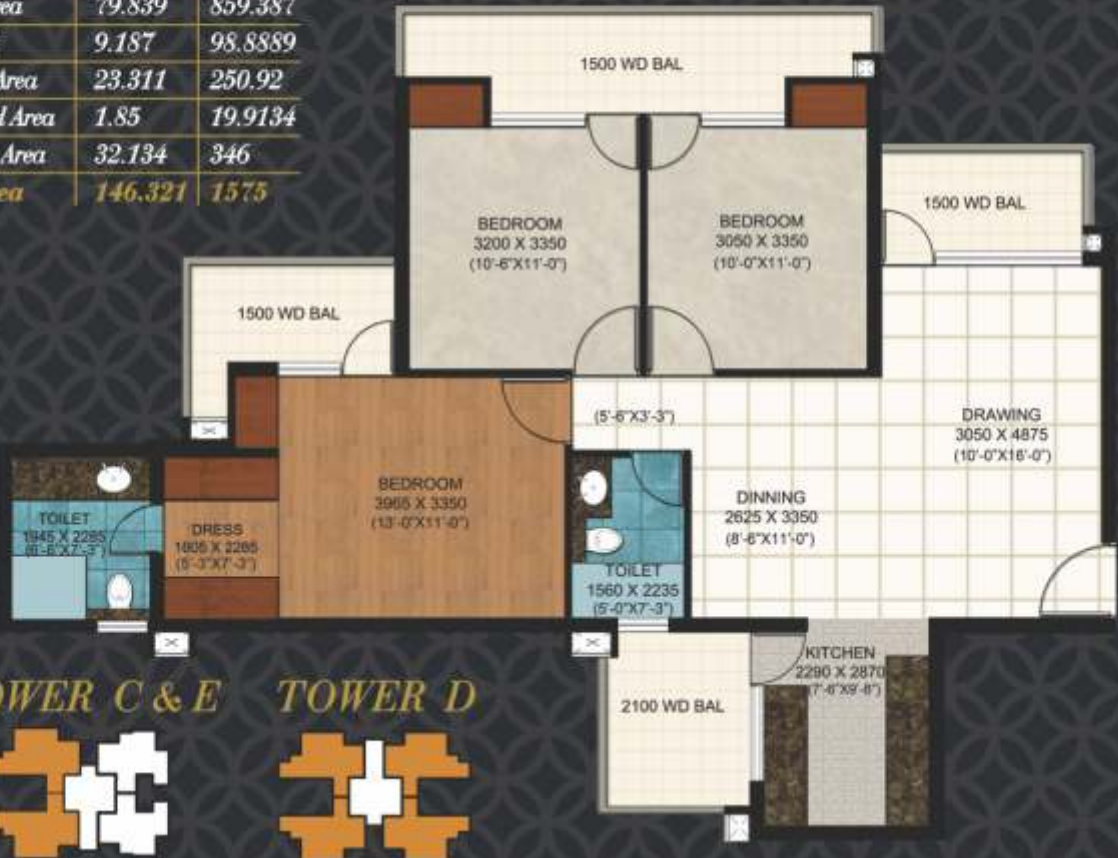 79.839 859.387
9.187 98.8889
Area 23.311 250.92
Area 1.85 19.9134
Area 32.134 346
146.321 1575
1500 WD BAL
1500 WD BAL
BEDROOM
3200 X 3350
(10'-6"X11'-0")
BEDROOM
3050 X 3350
(10'-0"X11'-0")
1500 WD BAL
(5'-6"X3'-3")
DRAWING
3050 X 4875
(10'-0"X16'-0")
BEDROOM
3965 X 3350
(13'-0"X11'-0")
DINNING
2625 X 3350
(8'-6"X11'-0")
TOILET
1945 X 2285
(6'-6"X7'-3")
DRESS
1605 X 2285
(5'-3"X7'-3")
TOILET
1560 X 2235
(5'-0"X7'-3")
KITCHEN
2290 X 2870
(7'-6"X9'-6")
2100 WD BAL
C & E
TOWER D